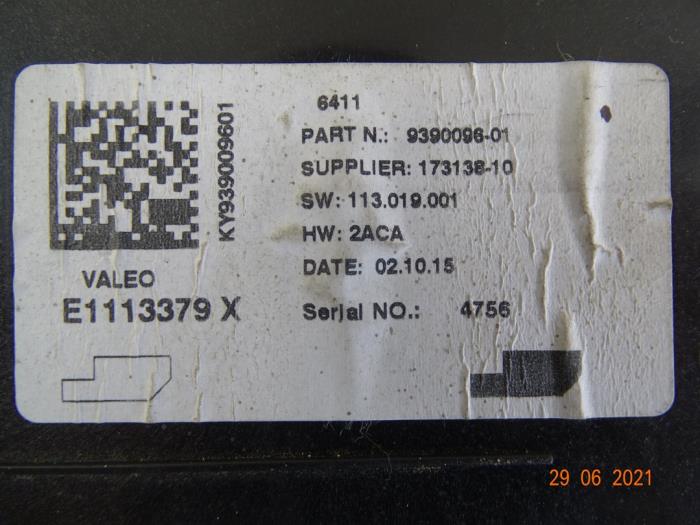 6411
PART N.: 9390096-01
SUPPLIER: 173138-10
SW: 113.019.001
HW: 2ACA
DATE: 02.10.15
Serial NO.: 4756
KY939009601
VALEO
E1113379 X
29 06 2021